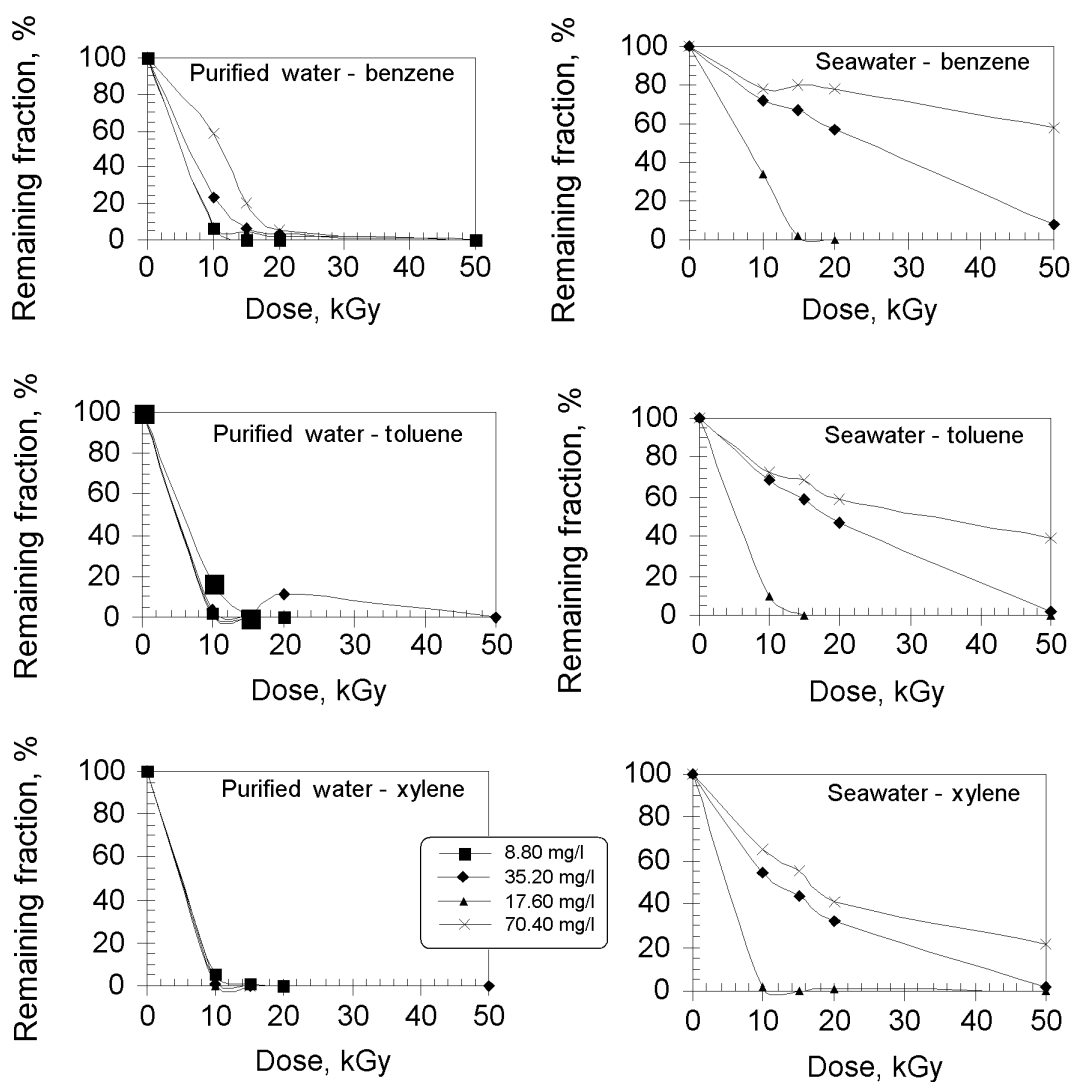 Remaining fraction, %
100
80
60
40
20
0
Purified water - benzene
0 10 20 30 40 50
Dose, kGy
Remaining fraction, %
100
80
60
40
20
0
Seawater - benzene
0 10 20 30 40 50
Dose, kGy
Remaining fraction, %
100
80
60
40
20
0
Purified water - toluene
0 10 20 30 40 50
Dose, kGy
Remaining fraction, %
100
80
60
40
20
0
Seawater - toluene
0 10 20 30 40 50
Dose, kGy
Remaining fraction, %
100
80
60
40
20
0
Purified water - xylene
0 10 20 30 40 50
Dose, kGy
8.80 mg/l
35.20 mg/l
17.60 mg/l
70.40 mg/l
Remaining fraction, %
100
80
60
40
20
0
Seawater - xylene
0 10 20 30 40 50
Dose, kGy